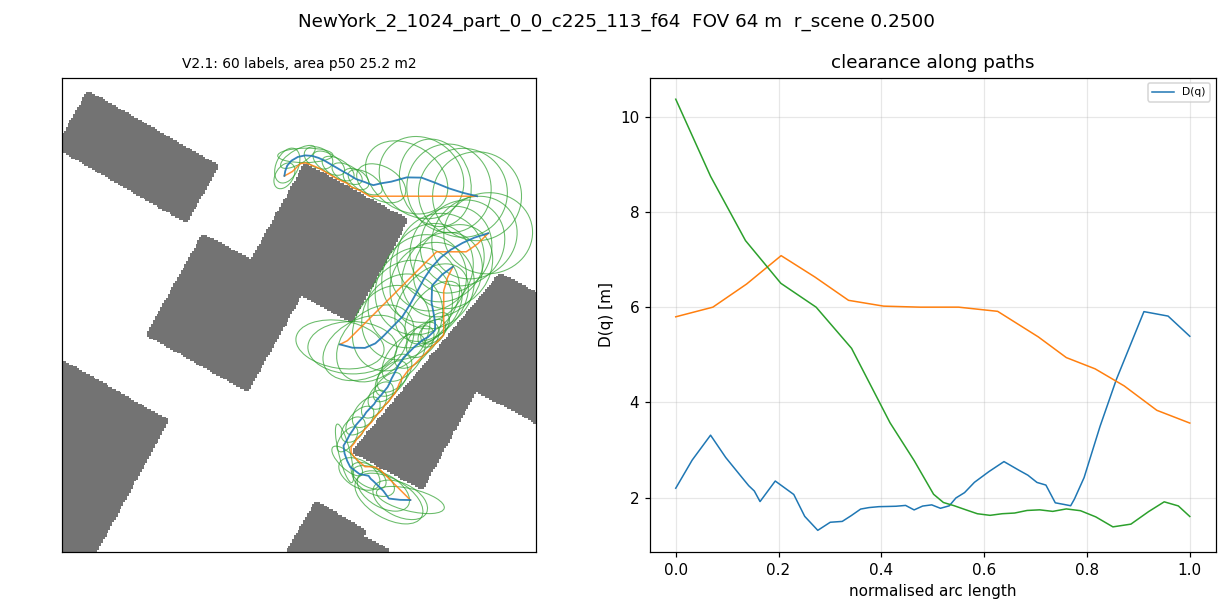 NewYork_2_1024_part_0_0_c225_113_f64 FOV 64 m r_scene 0.2500
V2.1: 60 labels, area p50 25.2 m2
clearance along paths
D(q)
10
8
6
4
2
D(q) [m]
0.0 0.2 0.4 0.6 0.8 1.0
normalised arc length